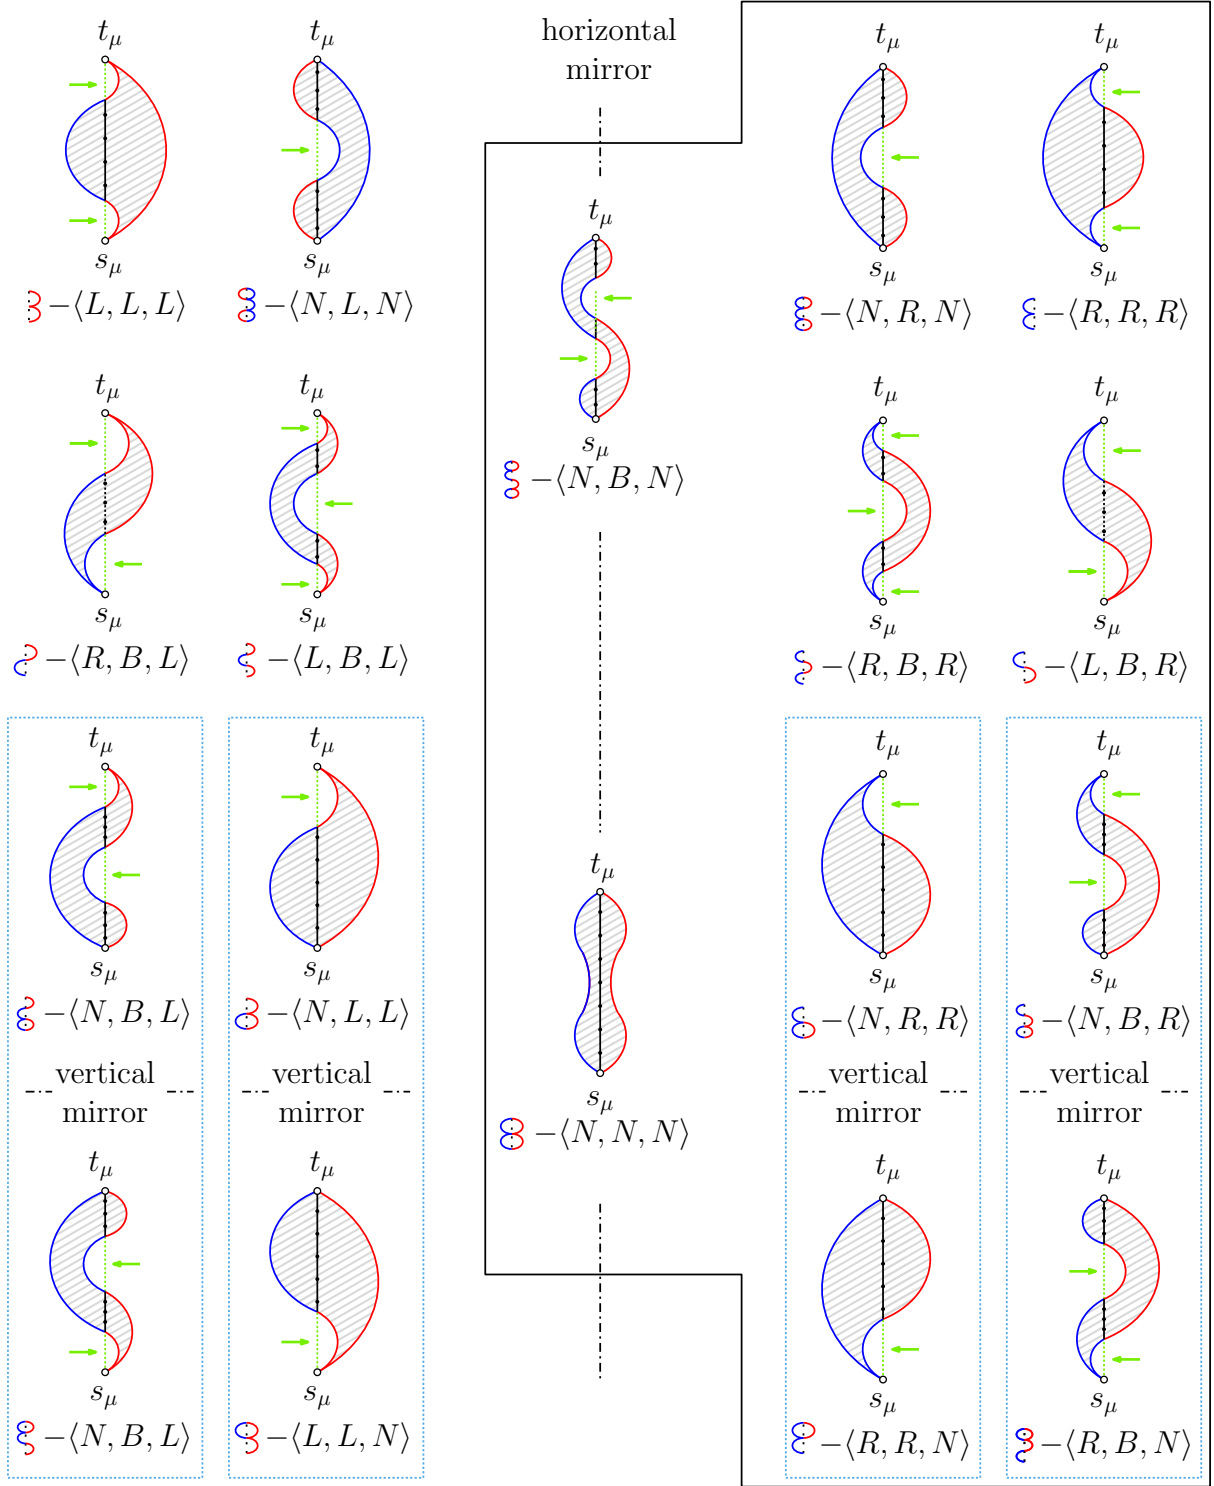 t_μ
t_μ
horizontal
mirror
t_μ
t_μ
s_μ
s_μ
s_μ
s_μ
−⟨L, L, L⟩
−⟨N, L, N⟩
−⟨N, R, N⟩
−⟨R, R, R⟩
t_μ
s_μ
−⟨N, B, N⟩
t_μ
t_μ
t_μ
t_μ
s_μ
s_μ
s_μ
s_μ
−⟨R, B, L⟩
−⟨L, B, L⟩
−⟨R, B, R⟩
−⟨L, B, R⟩
t_μ
t_μ
t_μ
t_μ
s_μ
s_μ
s_μ
s_μ
−⟨N, B, L⟩
−⟨N, L, L⟩
−⟨N, R, R⟩
−⟨N, B, R⟩
t_μ
s_μ
−⟨N, N, N⟩
vertical
mirror
vertical
mirror
vertical
mirror
vertical
mirror
t_μ
t_μ
t_μ
t_μ
s_μ
s_μ
s_μ
s_μ
−⟨N, B, L⟩
−⟨L, L, N⟩
−⟨R, R, N⟩
−⟨R, B, N⟩